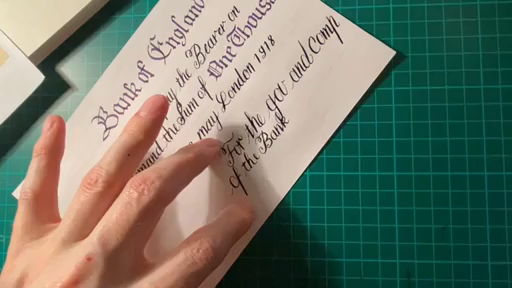 Bank of England
the Bearer on
the Sum of One Thous
may London 1918
For the gov and Comp
of the Bank